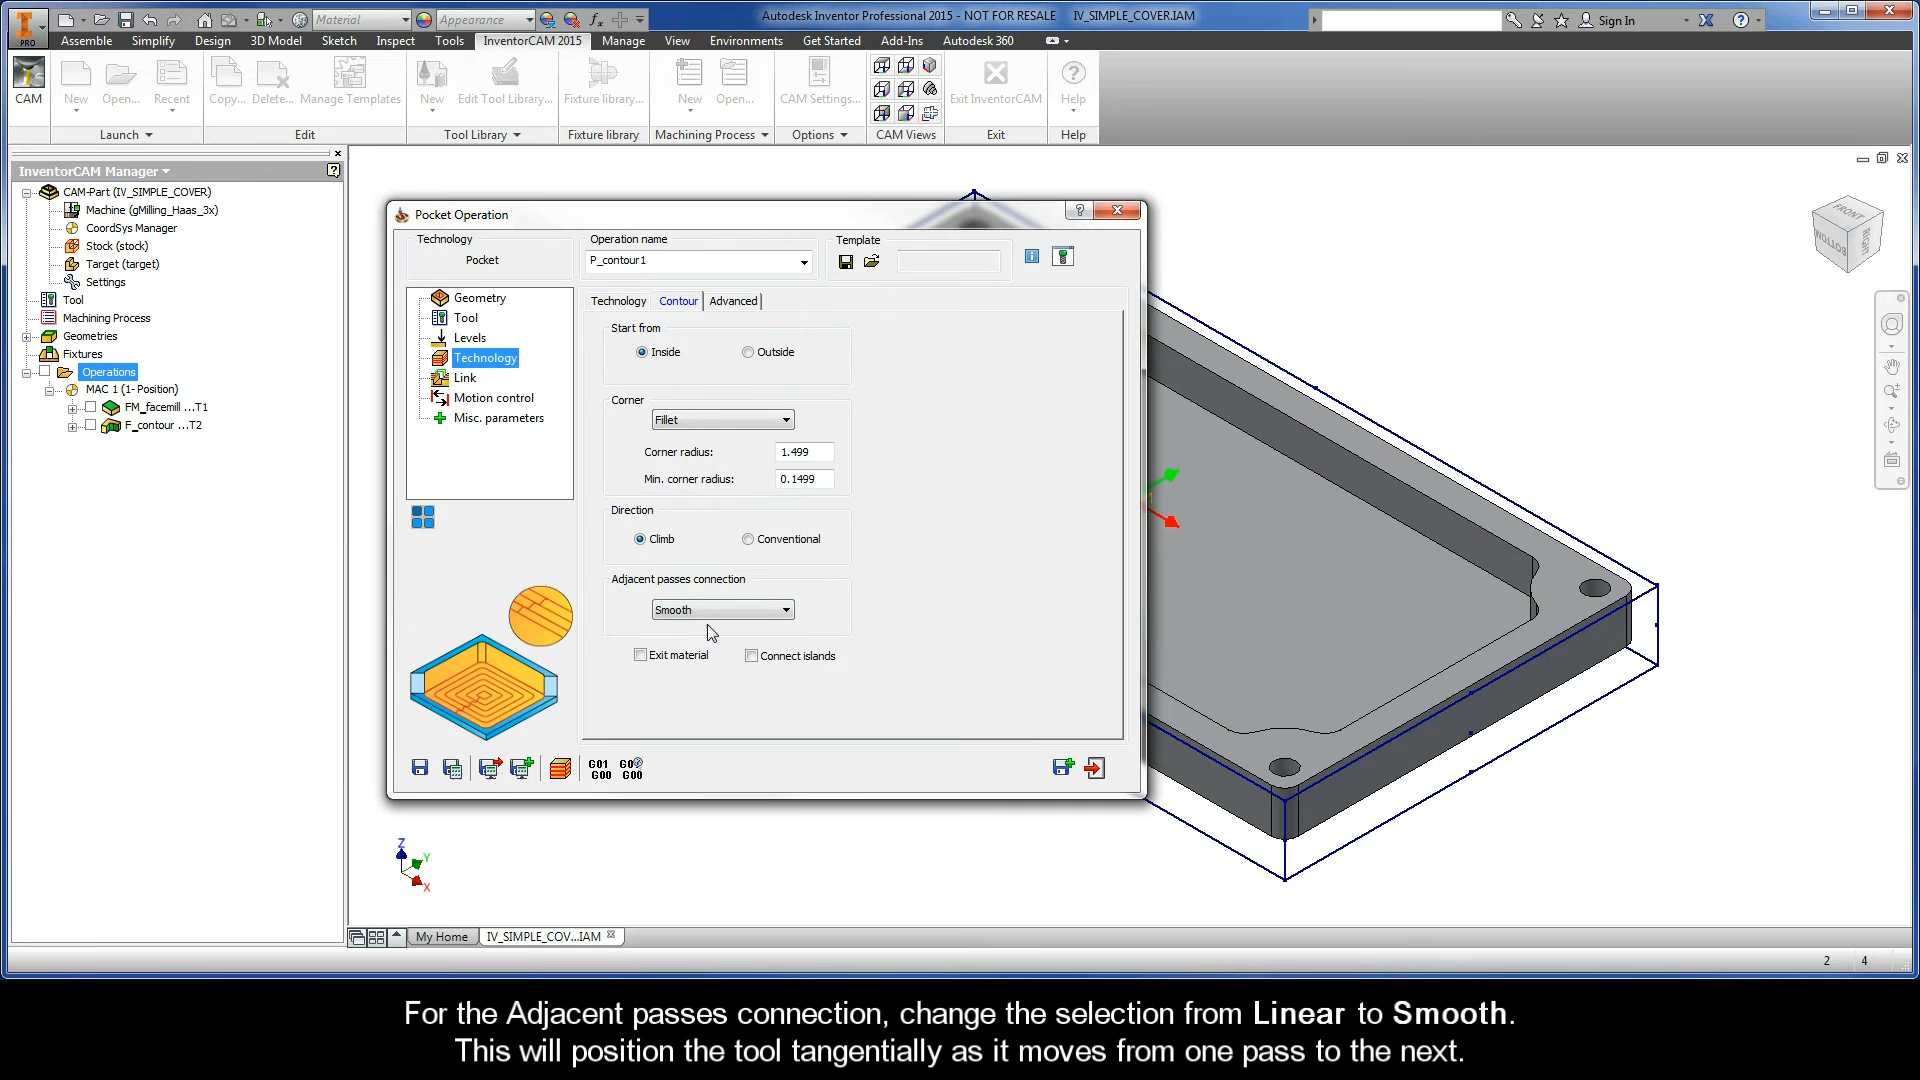 Material
Appearance
Autodesk Inventor Professional 2015 - NOT FOR RESALE IV_SIMPLE_COVER.IAM
Sign In
PRO
Assemble Simplify Design 3D Model Sketch Inspect Tools InventorCAM 2015 Manage View Environments Get Started Add-Ins Autodesk 360
CAM New Open... Recent Copy... Delete... Manage Templates New Edit Tool Library... Fixture library... New Open... CAM Settings... Exit InventorCAM Help
Launch Edit Tool Library Fixture library Machining Process Options CAM Views Exit Help
InventorCAM Manager
CAM-Part (IV_SIMPLE_COVER)
Machine (gMilling_Haas_3x)
CoordSys Manager
Stock (stock)
Target (target)
Settings
Tool
Machining Process
Geometries
Fixtures
Operations
MAC 1 (1- Position)
FM_facemill ...T1
F_contour ...T2
Pocket Operation
Technology
Pocket
Operation name
P_contour1
Template
Geometry
Tool
Levels
Technology
Link
Motion control
Misc. parameters
Technology Contour Advanced
Start from
Inside Outside
Corner
Fillet
Corner radius: 1.499
Min. corner radius: 0.1499
Direction
Climb Conventional
Adjacent passes connection
Smooth
Exit material Connect islands
G01 G00
G00 G00
FRONT
BOTTOM
RIGHT
1
Z
Y
X
My Home IV_SIMPLE_COV...IAM
2 4
For the Adjacent passes connection, change the selection from Linear to Smooth.
This will position the tool tangentially as it moves from one pass to the next.